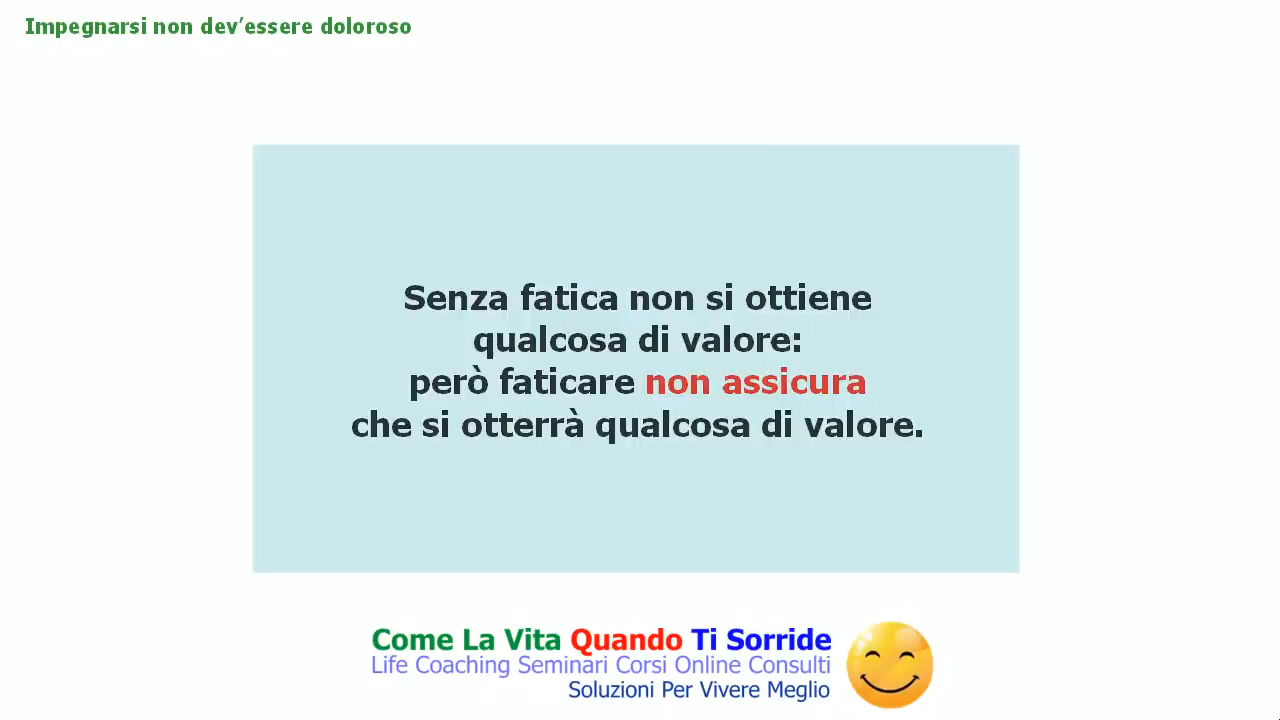 Impegnarsi non dev’essere doloroso
Senza fatica non si ottiene
qualcosa di valore:
però faticare non assicura
che si otterrà qualcosa di valore.
Come La Vita Quando Ti Sorride
Life Coaching Seminari Corsi Online Consulti
Soluzioni Per Vivere Meglio